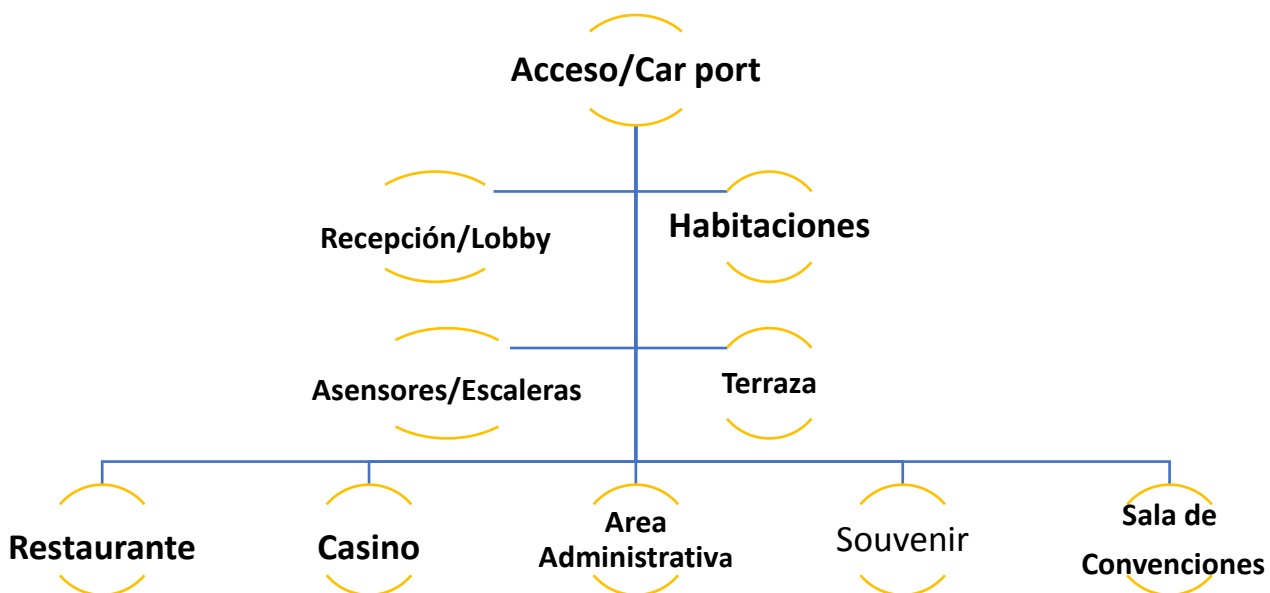 Acceso/Car port
Recepción/Lobby
Habitaciones
Asensores/Escaleras
Terraza
Restaurante
Casino
Area
Administrativa
Souvenir
Sala de
Convenciones